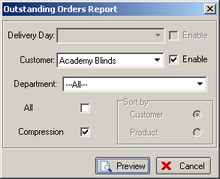 Outstanding Orders Report
Delivery Day: Enable
Customer: Academy Blinds Enable
Department: ---All---
All Sort by
Customer
Compression Product
Preview Cancel